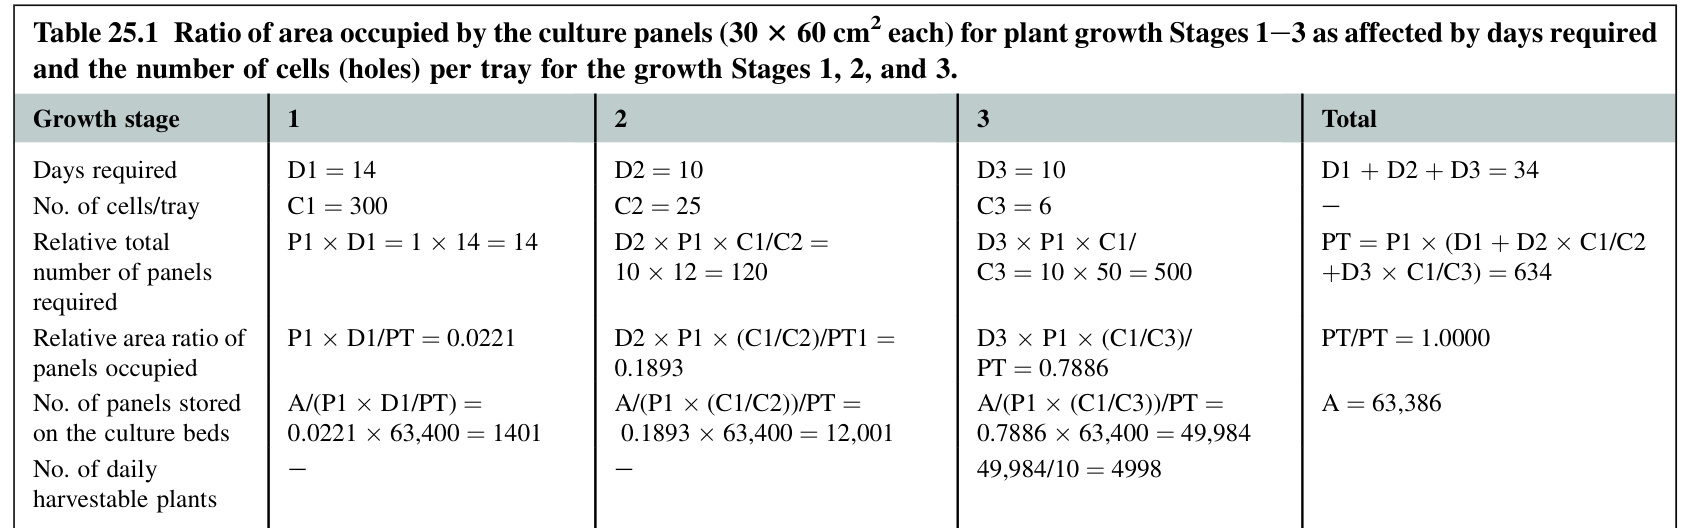 Table 25.1 Ratio of area occupied by the culture panels (30 × 60 cm² each) for plant growth Stages 1–3 as affected by days required
and the number of cells (holes) per tray for the growth Stages 1, 2, and 3.
Growth stage 1 2 3 Total
Days required D1 = 14 D2 = 10 D3 = 10 D1 + D2 + D3 = 34
No. of cells/tray C1 = 300 C2 = 25 C3 = 6 –
Relative total P1 × D1 = 1 × 14 = 14 D2 × P1 × C1/C2 = D3 × P1 × C1/ PT = P1 × (D1 + D2 × C1/C2
number of panels 10 × 12 = 120 C3 = 10 × 50 = 500 +D3 × C1/C3) = 634
required
Relative area ratio of P1 × D1/PT = 0.0221 D2 × P1 × (C1/C2)/PT1 = D3 × P1 × (C1/C3)/ PT/PT = 1.0000
panels occupied 0.1893 PT = 0.7886
No. of panels stored A/(P1 × D1/PT) = A/(P1 × (C1/C2))/PT = A/(P1 × (C1/C3))/PT = A = 63,386
on the culture beds 0.0221 × 63,400 = 1401 0.1893 × 63,400 = 12,001 0.7886 × 63,400 = 49,984
No. of daily – – 49,984/10 = 4998
harvestable plants